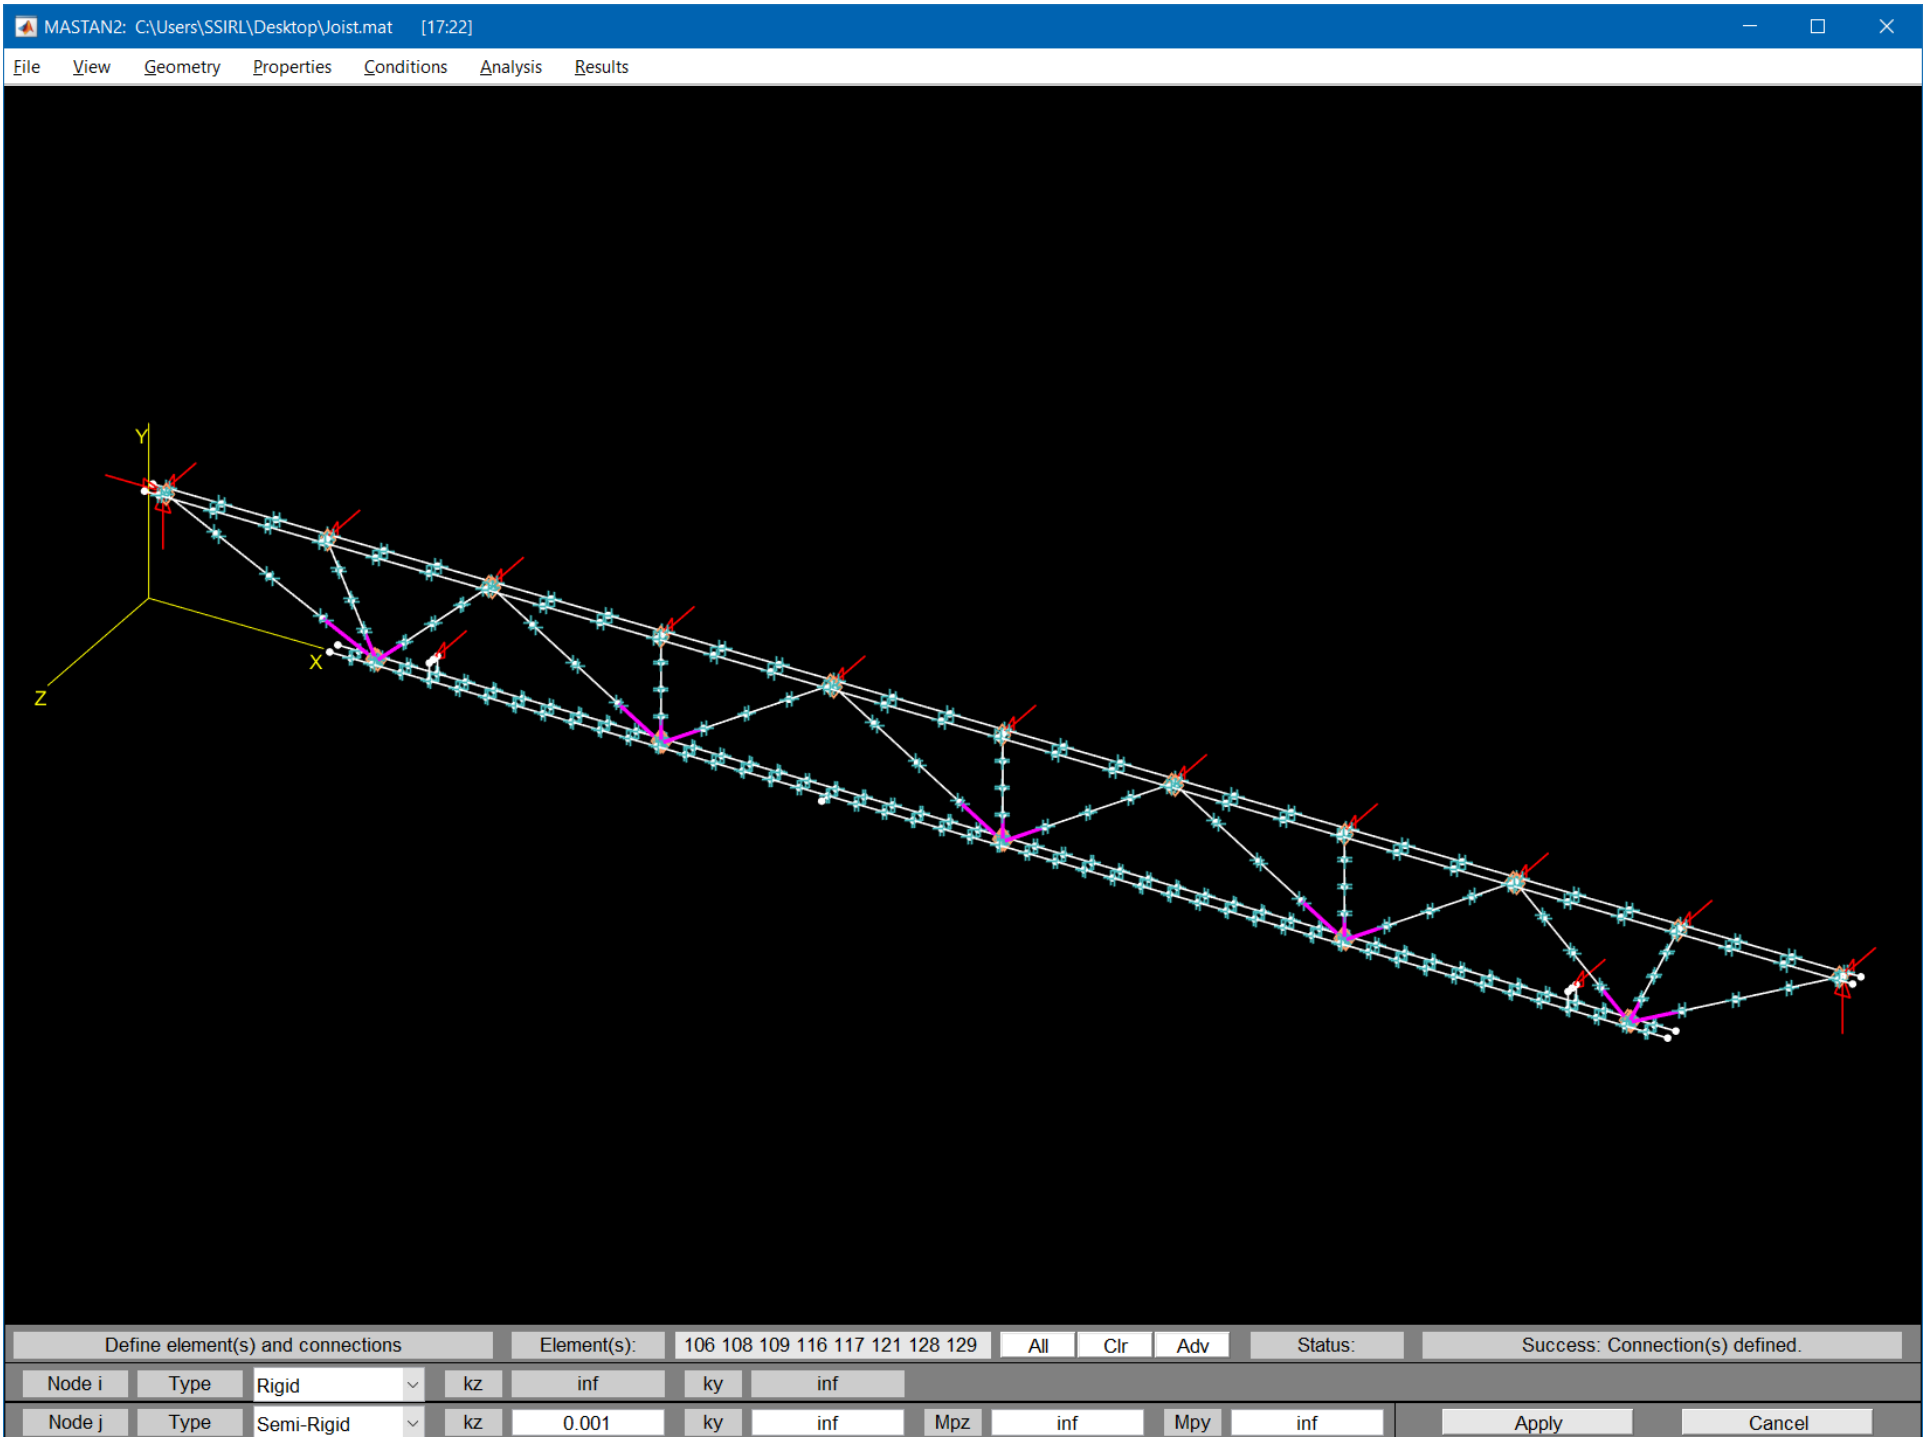 MASTAN2: C:\Users\SSIRL\Desktop\Joist.mat [17:22]
File View Geometry Properties Conditions Analysis Results
Y
X
Z
Define element(s) and connections Element(s): 106 108 109 116 117 121 128 129 All Clr Adv Status: Success: Connection(s) defined.
Node i Type Rigid kz inf ky inf
Node j Type Semi-Rigid kz 0.001 ky inf Mpz inf Mpy inf Apply Cancel